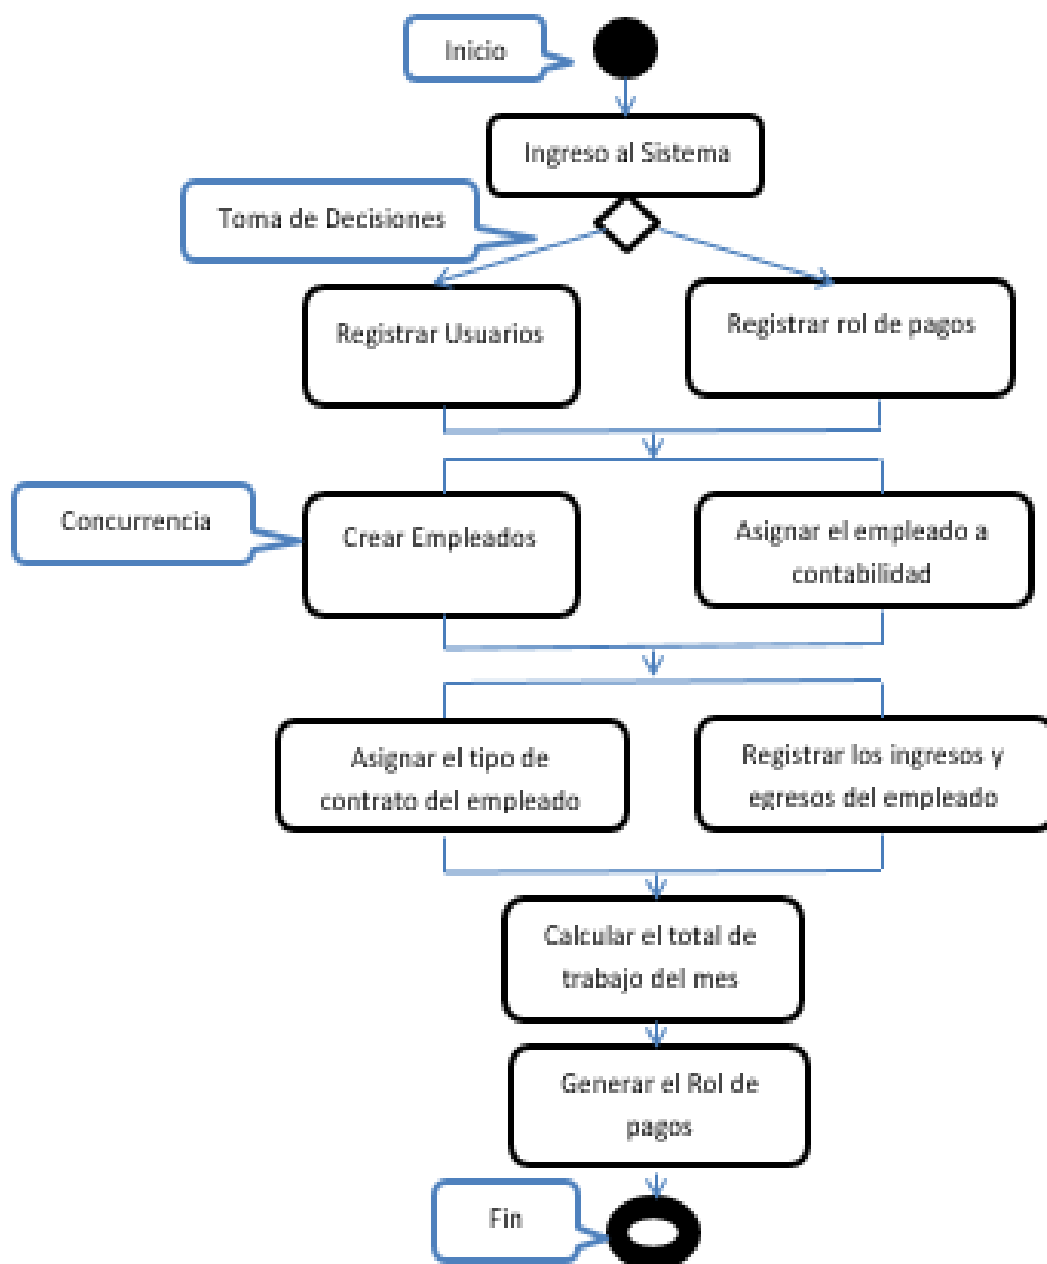 Inicio
Ingreso al Sistema
Toma de Decisiones
Registrar Usuarios
Registrar rol de pagos
Concurrencia
Crear Empleados
Asignar el empleado a
contabilidad
Asignar el tipo de
contrato del empleado
Registrar los ingresos y
egresos del empleado
Calcular el total de
trabajo del mes
Generar el Rol de
pagos
Fin